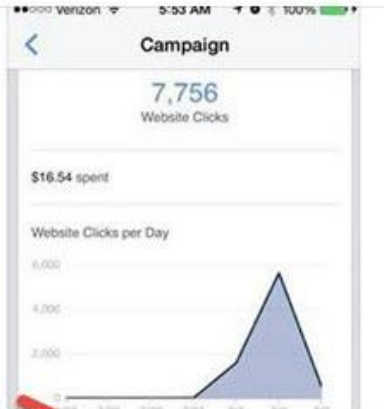 Verizon 5:53 AM 100%
Campaign
7,756
Website Clicks
$16.54 spent
Website Clicks per Day
6,000
4,000
2,000
0